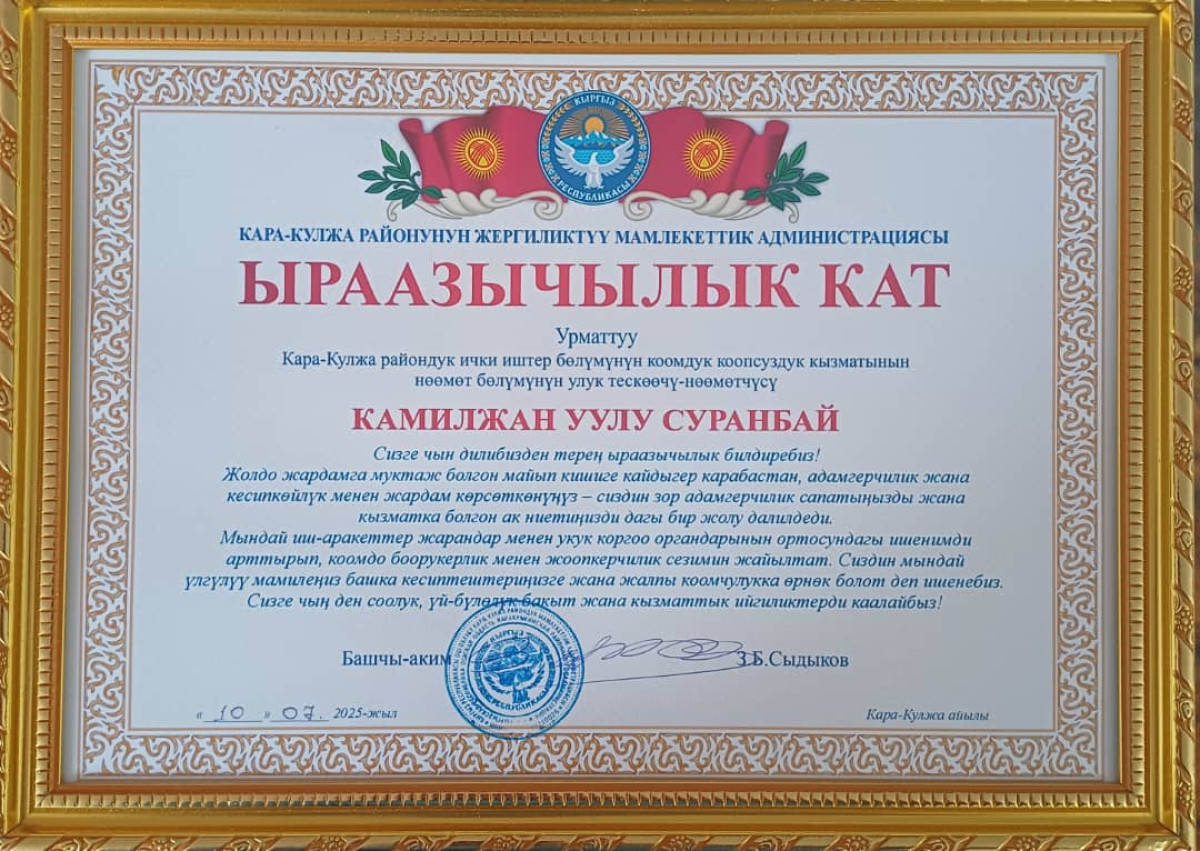 КЫРГЫЗ
РЕСПУБЛИКАСЫ
КАРА-КУЛЖА РАЙОНУНУН ЖЕРГИЛИКТҮҮ МАМЛЕКЕТТИК АДМИНИСТРАЦИЯСЫ
ЫРААЗЫЧЫЛЫК КАТ
Урматтуу
Кара-Кулжа райондук ички иштер бөлүмүнүн коомдук коопсуздук кызматынын
нөөмөт бөлүмүнүн улук тескөөчү-нөөмөтчүсү
КАМИЛЖАН УУЛУ СУРАНБАЙ
Сизге чын дилибизден терең ыраазычылык билдиребиз!
Жолдо жардамга муктаж болгон майып кишиге кайдыгер карабастан, адамгерчилик жана
кесипкөйлүк менен жардам көрсөткөнүңүз – сиздин зор адамгерчилик сапатыңызды жана
кызматка болгон ак ниетиңизди дагы бир жолу далилдеди.
Мындай иш-аракеттер жарандар менен укук коргоо органдарынын ортосундагы ишенимди
арттырып, коомдо боорукерлик менен жоопкерчилик сезимин жайылтат. Сиздин мындай
үлгүлүү мамилеңиз башка кесиптештериңизге жана жалпы коомчулукка өрнөк болот деп ишенебиз.
Сизге чың ден соолук, үй-бүлөлүк бакыт жана кызматтык ийгиликтерди каалайбыз!
Башчы-аким З.Б.Сыдыков
КЫРГЫЗ
РЕСПУБЛИКАСЫ
« 10 » 07. 2025-жыл Кара-Кулжа айылы